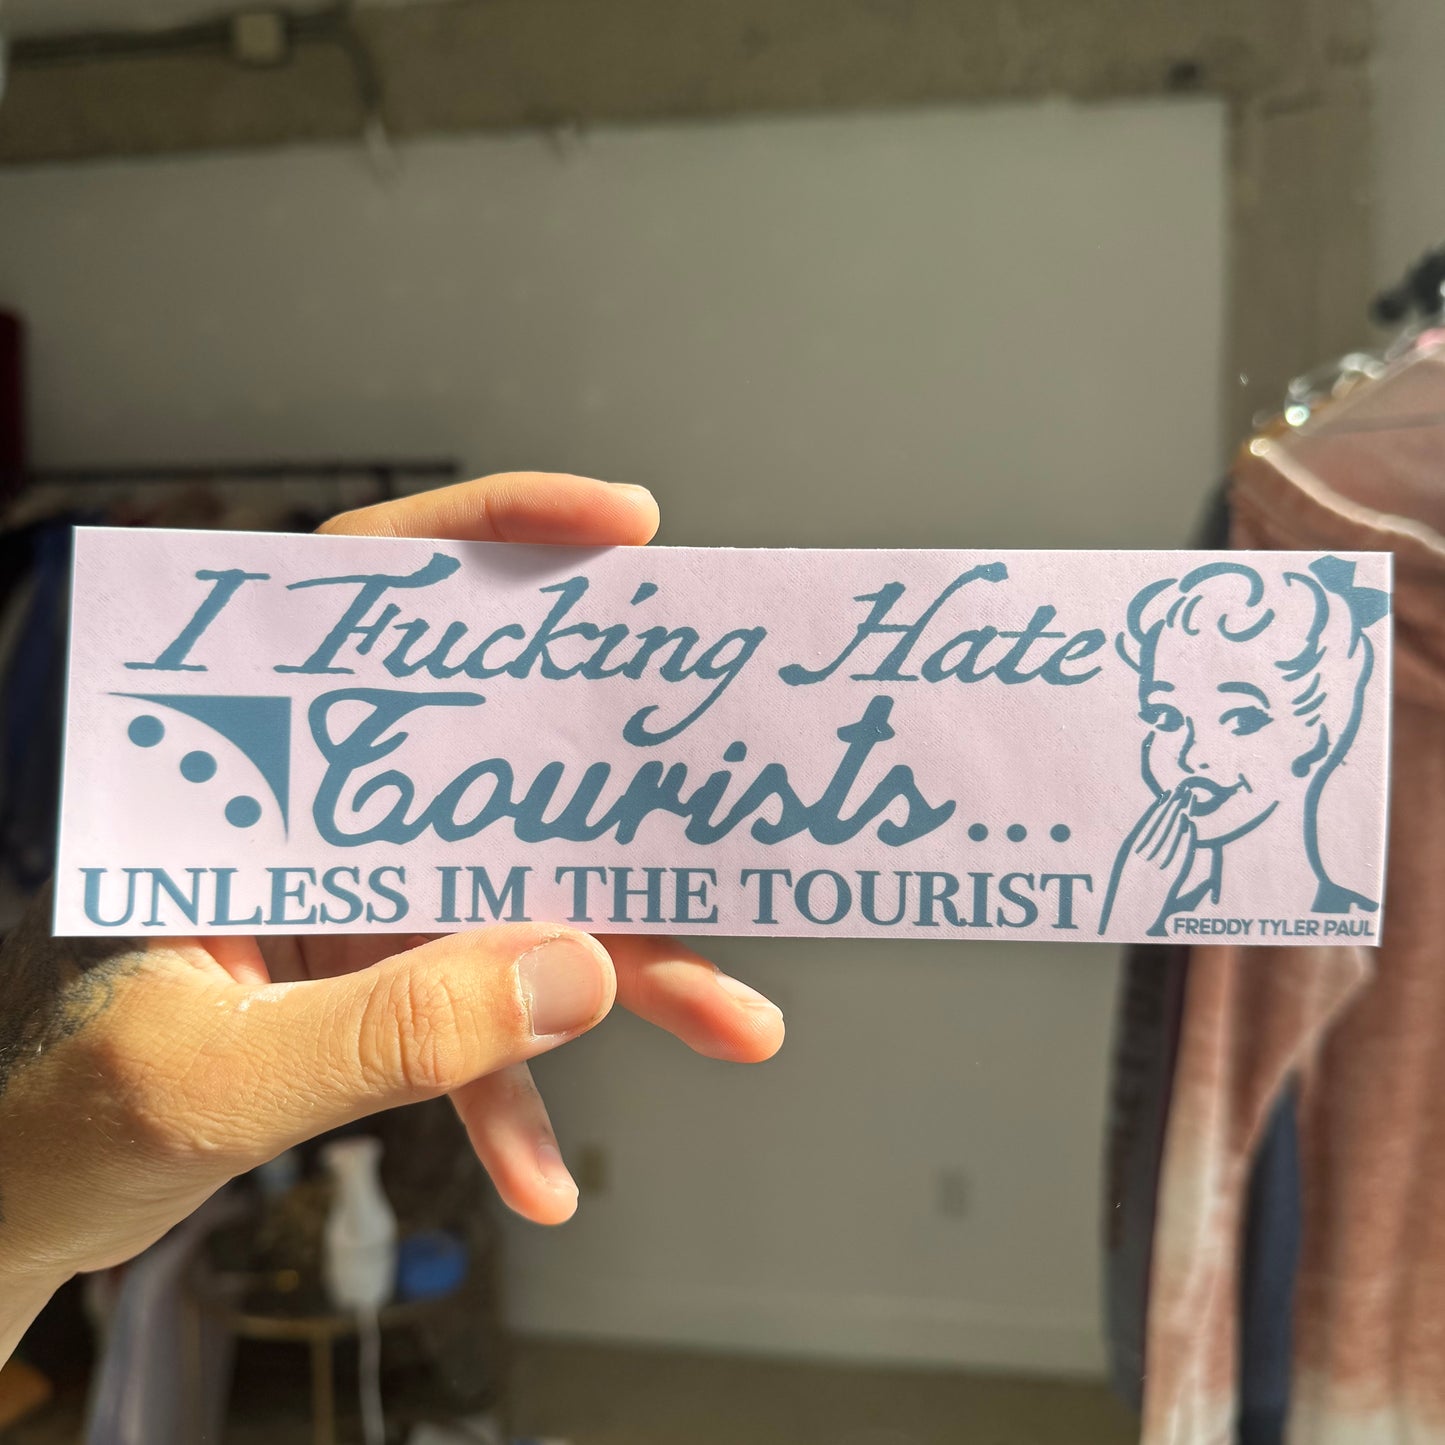 I Fucking Hate
Tourists...
UNLESS IM THE TOURIST
FREDDY TYLER PAUL